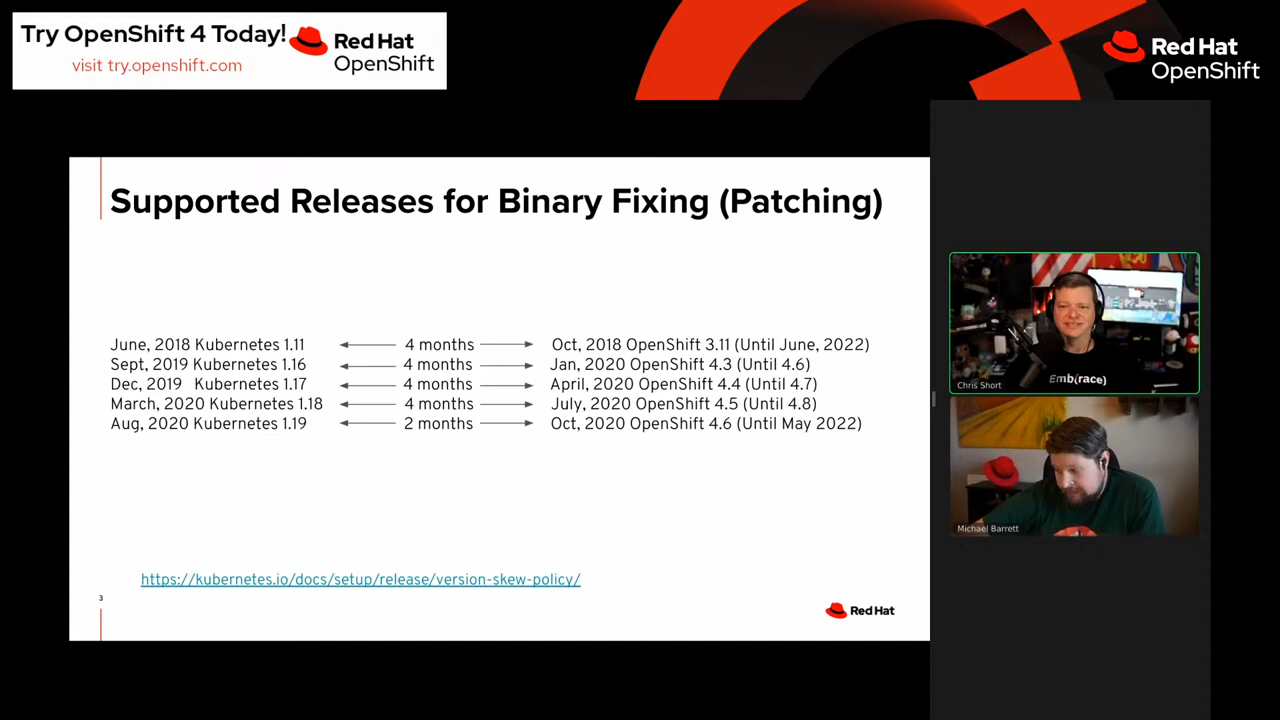 Try OpenShift 4 Today!
visit try.openshift.com
Red Hat
OpenShift
Red Hat
OpenShift
Supported Releases for Binary Fixing (Patching)
June, 2018 Kubernetes 1.11 4 months Oct, 2018 OpenShift 3.11 (Until June, 2022)
Sept, 2019 Kubernetes 1.16 4 months Jan, 2020 OpenShift 4.3 (Until 4.6)
Dec, 2019 Kubernetes 1.17 4 months April, 2020 OpenShift 4.4 (Until 4.7)
March, 2020 Kubernetes 1.18 4 months July, 2020 OpenShift 4.5 (Until 4.8)
Aug, 2020 Kubernetes 1.19 2 months Oct, 2020 OpenShift 4.6 (Until May 2022)
https://kubernetes.io/docs/setup/release/version-skew-policy/
3
Red Hat
Emb(race)
Chris Short
Michael Barrett